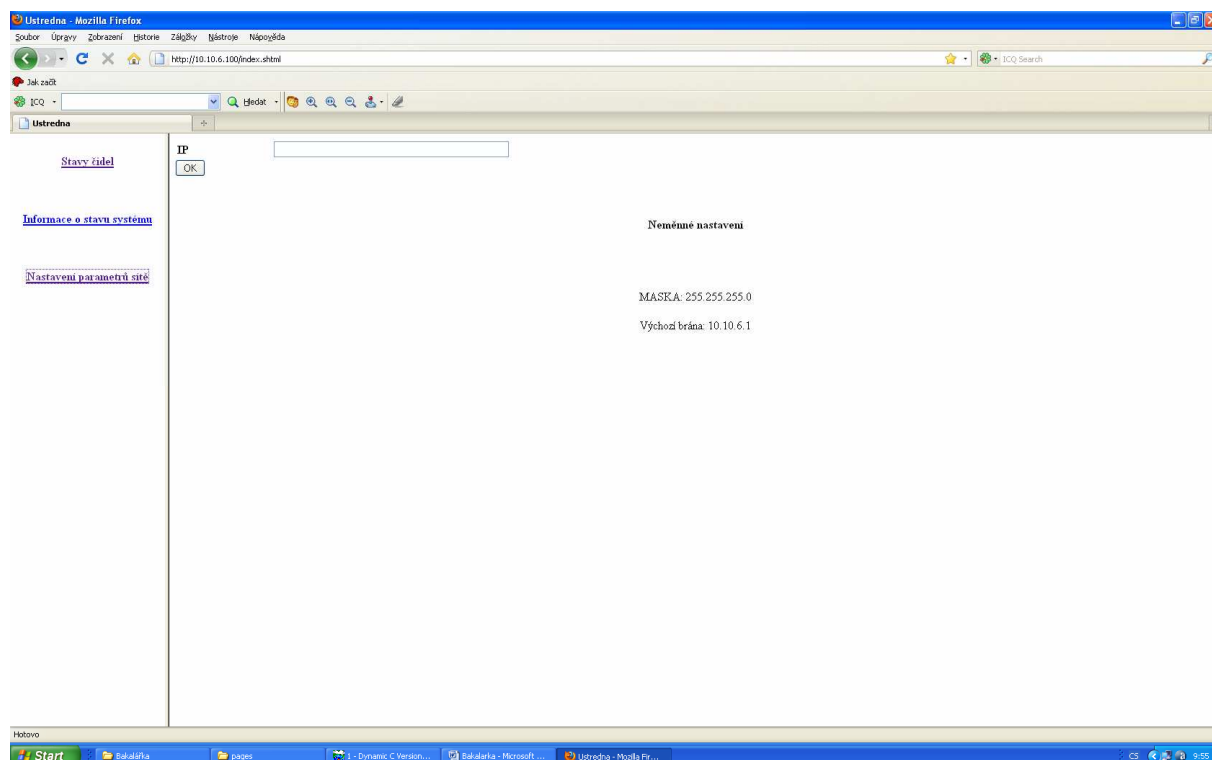 Ustredna - Mozilla Firefox
Soubor Úpravy Zobrazení Historie Záložky Nástroje Nápověda
http://10.10.6.100/index.shtml
ICQ Search
Jak začít
ICQ
Hledat
Ustredna
Stavy čidel
Informace o stavu systému
Nastavení parametrů sítě
IP
OK
Neměnné nastavení
MASKA: 255.255.255.0
Výchozí brána: 10.10.6.1
Hotovo
Start
Bakalářka
pages
1 - Dynamic C Version...
Bakalarka - Microsoft ...
Ustredna - Mozilla Fir...
CS
9:55